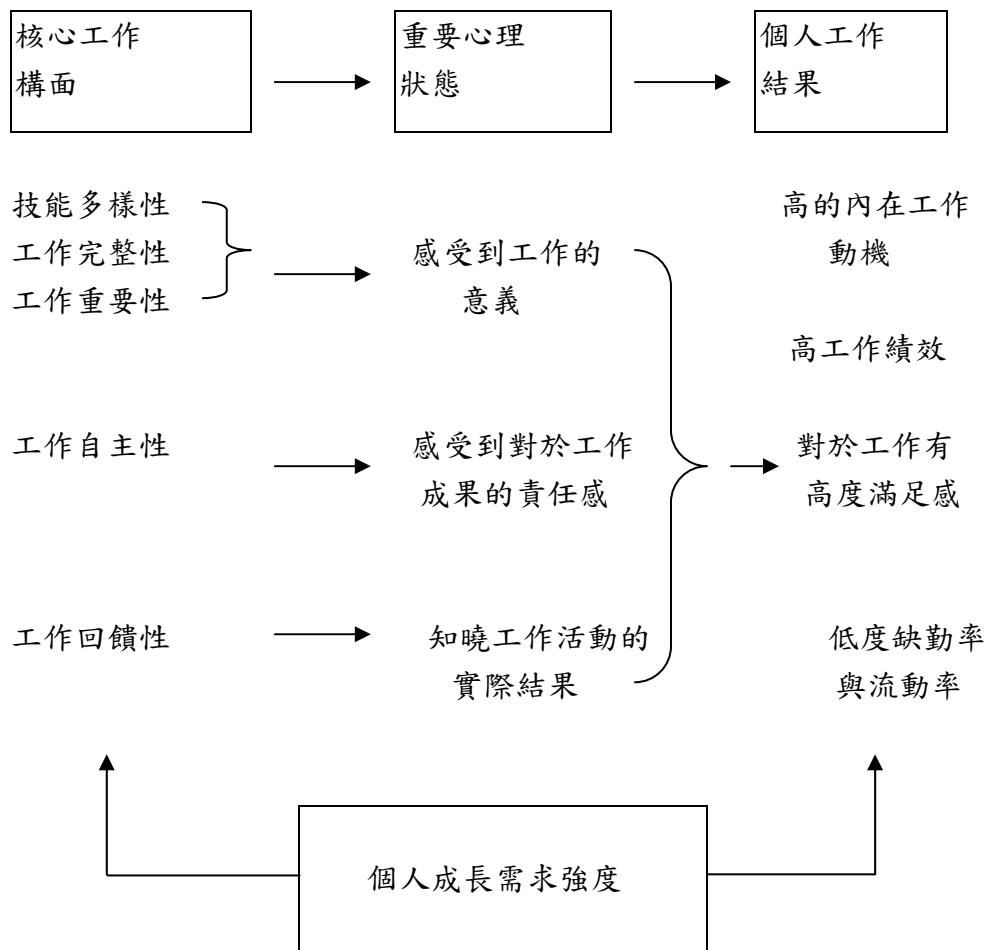 核心工作
構面
重要心理
狀態
個人工作
結果
技能多樣性
工作完整性
工作重要性
感受到工作的
意義
高的內在工作
動機
高工作績效
工作自主性
感受到對於工作
成果的責任感
對於工作有
高度滿足感
工作回饋性
知曉工作活動的
實際結果
低度缺勤率
與流動率
個人成長需求強度